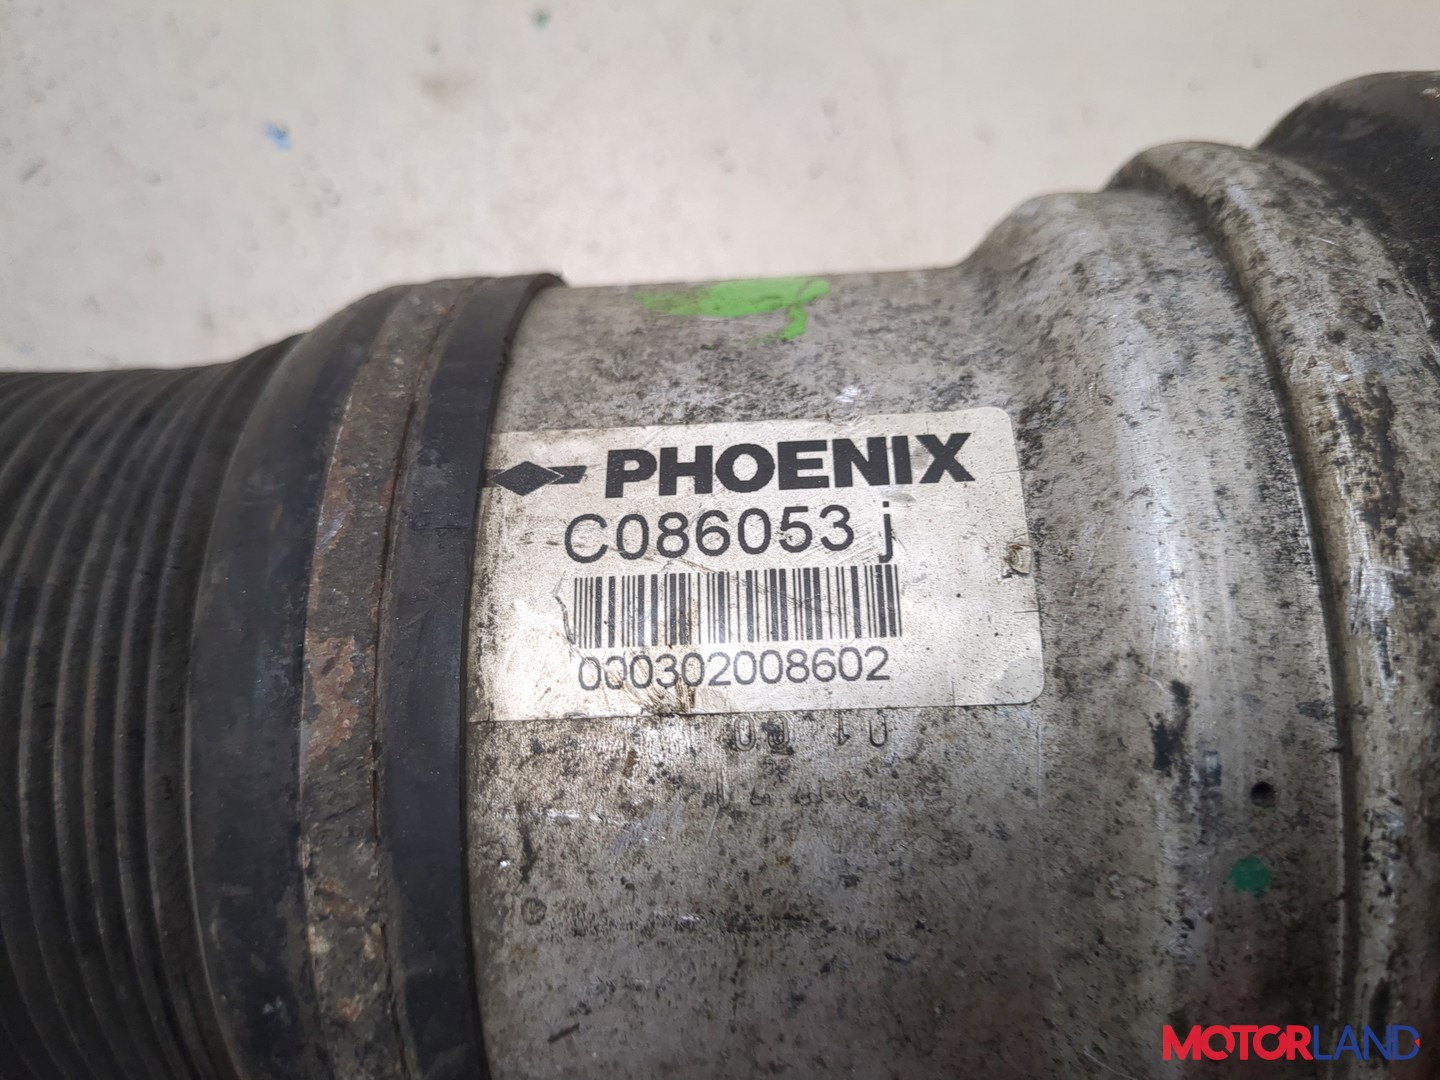 PHOENIX
C086053 j
000302008602
MOTORLAND